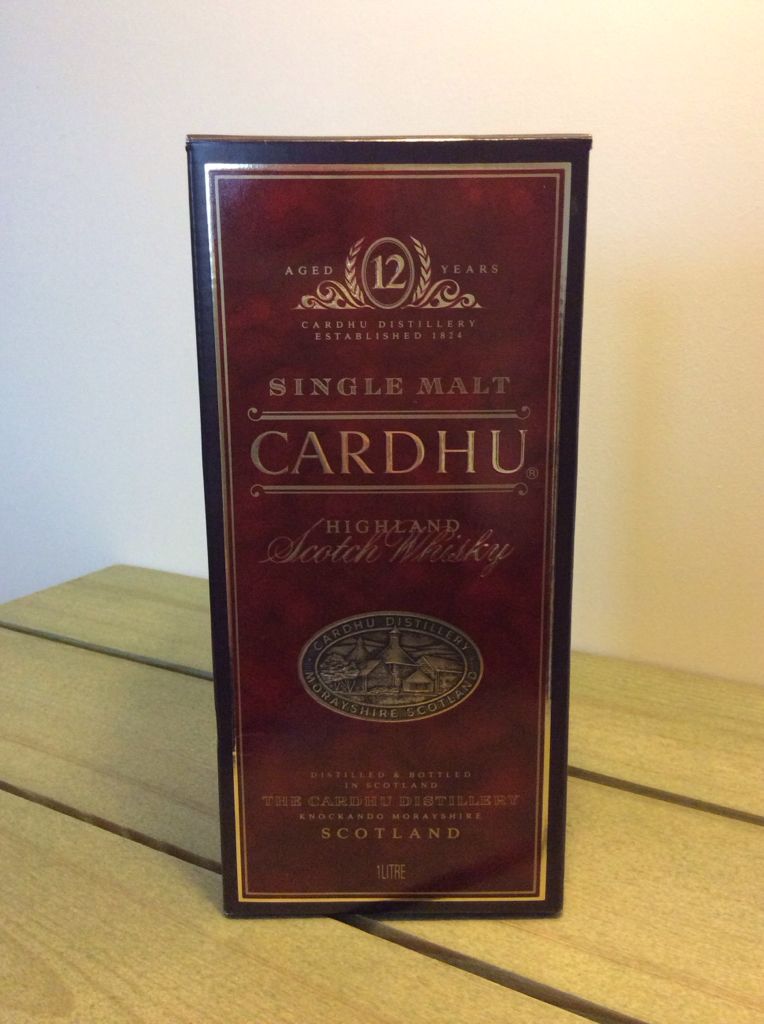 AGED 12 YEARS
CARDHU DISTILLERY
ESTABLISHED 1824
SINGLE MALT
CARDHU®
HIGHLAND
Scotch Whisky
CARDHU DISTILLERY
MORAYSHIRE SCOTLAND
DISTILLED & BOTTLED
IN SCOTLAND
THE CARDHU DISTILLERY
KNOCKANDO MORAYSHIRE
SCOTLAND
1LITRE